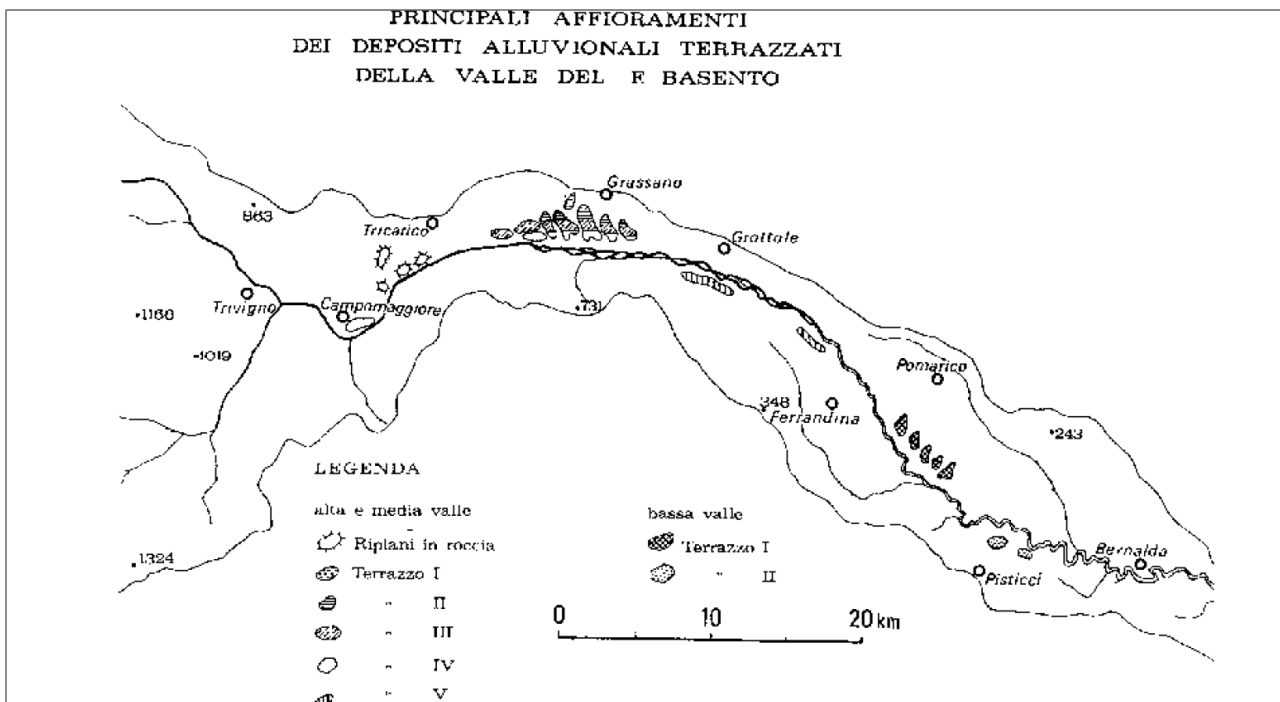 PRINCIPALI AFFIORAMENTI
DEI DEPOSITI ALLUVIONALI TERRAZZATI
DELLA VALLE DEL F BASENTO
Grassano
863
Tricarico
Grottole
Trivigno
Campomaggiore
731
1168
1019
Pomarico
348
Ferrandina
243
LEGENDA
alta e media valle
Ripiani in roccia
Terrazzo I
" II
" III
" IV
" V
bassa valle
Terrazzo I
" II
1324
Bernalda
Pisticci
0 10 20 km